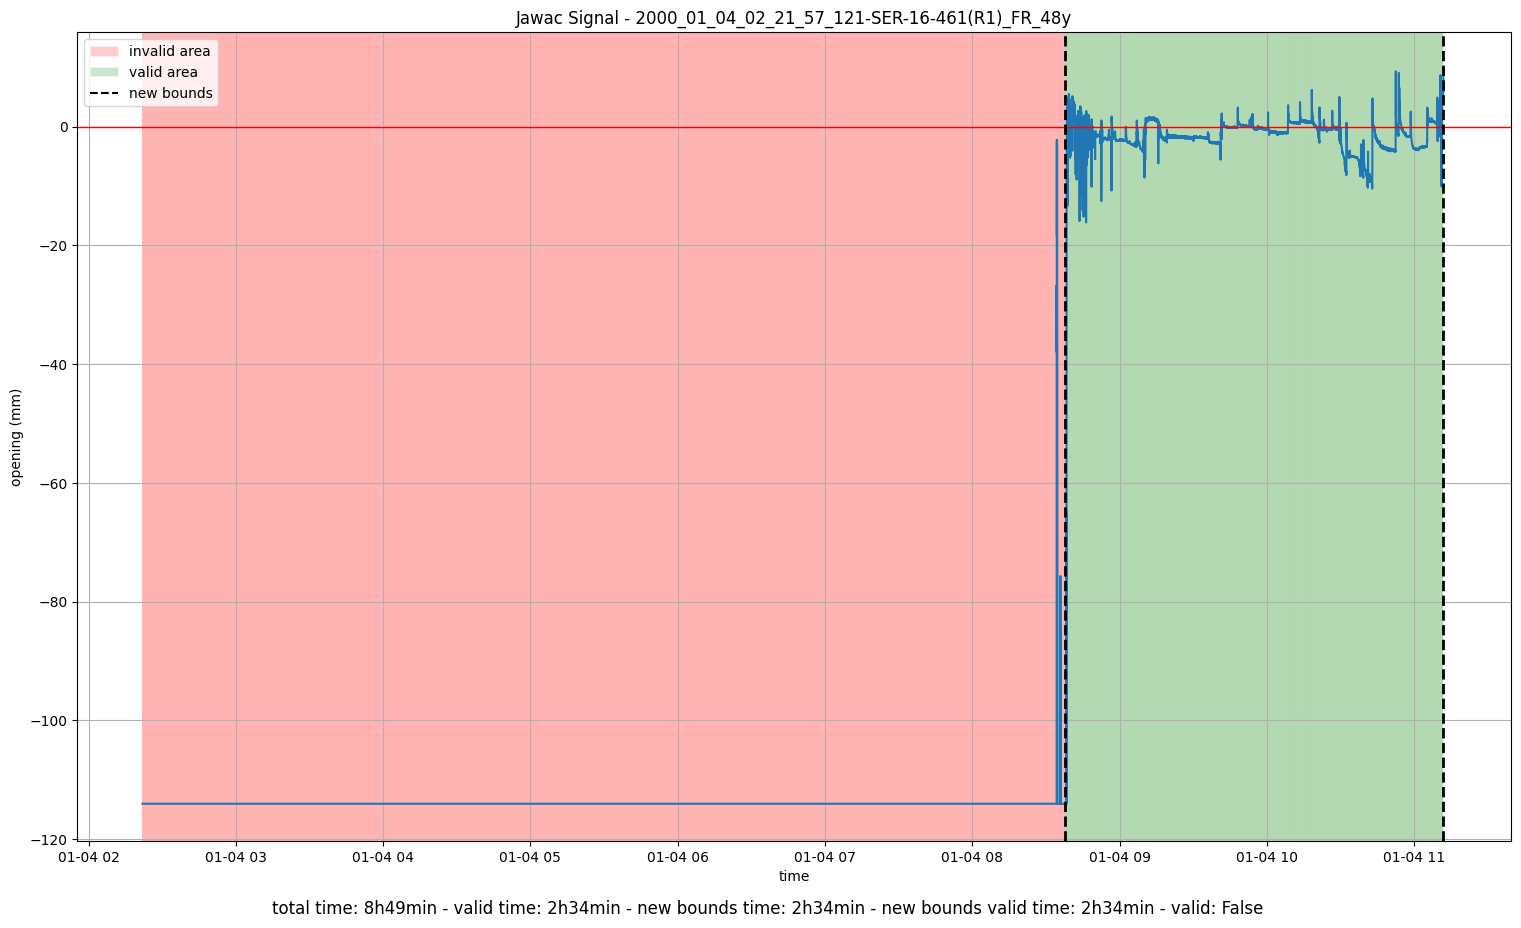 Jawac Signal - 2000_01_04_02_21_57_121-SER-16-461(R1)_FR_48y
invalid area
valid area
new bounds
0
−20
−40
−60
−80
−100
−120
opening (mm)
01-04 02 01-04 03 01-04 04 01-04 05 01-04 06 01-04 07 01-04 08 01-04 09 01-04 10 01-04 11
time
total time: 8h49min - valid time: 2h34min - new bounds time: 2h34min - new bounds valid time: 2h34min - valid: False